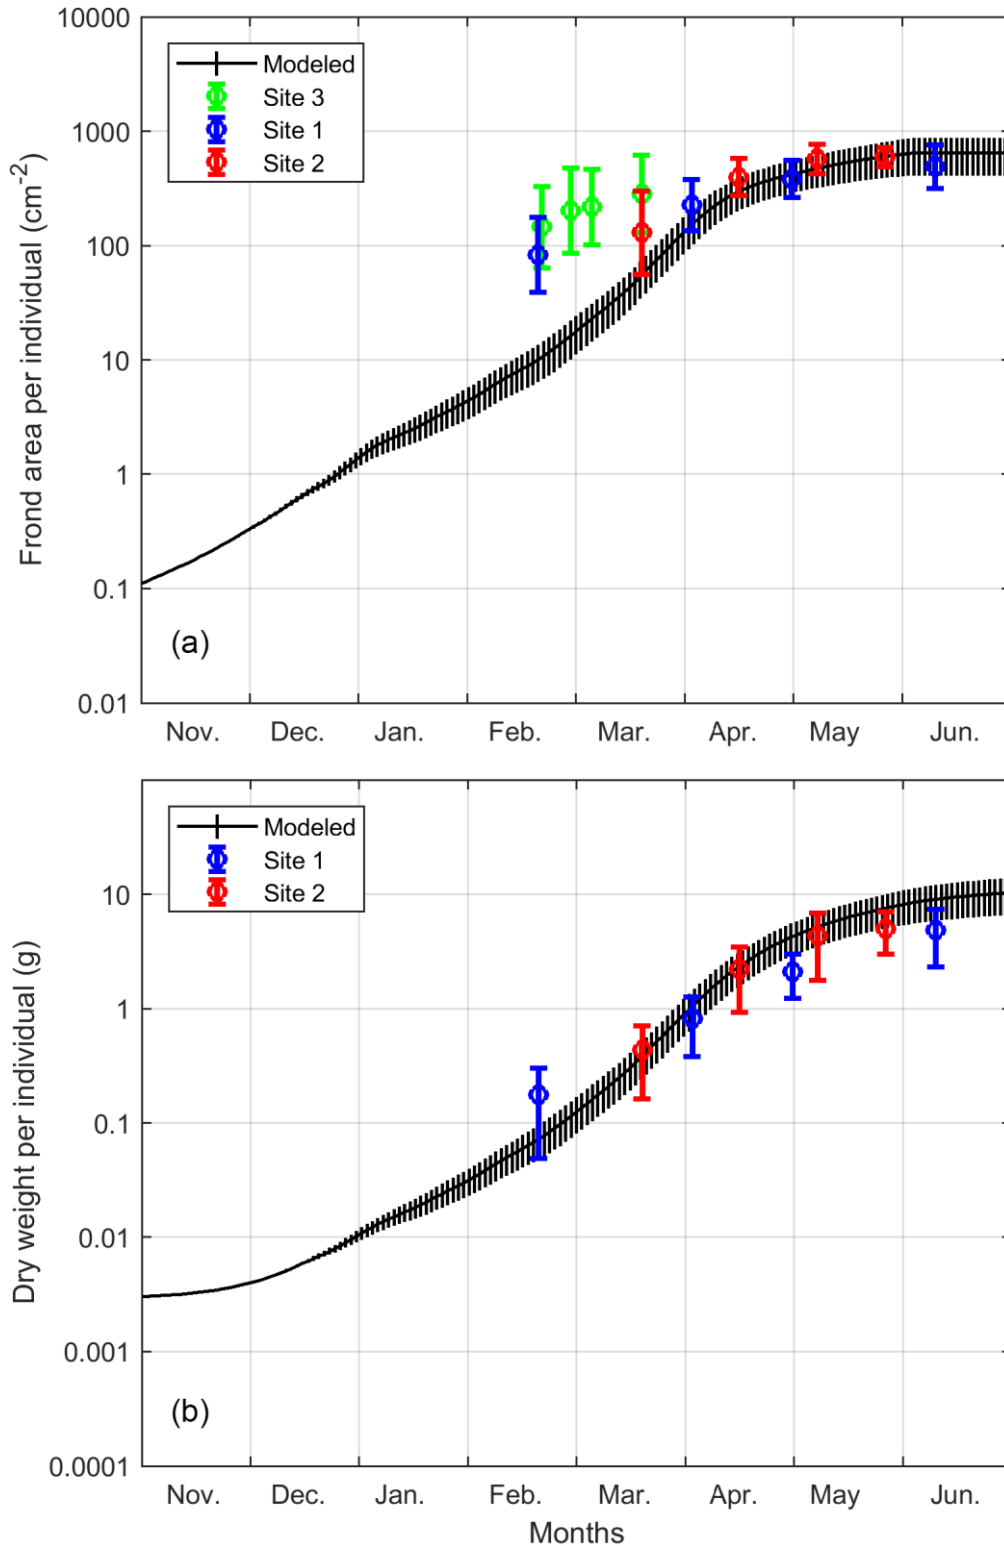 10000
1000
100
10
1
0.1
0.01
Frond area per individual (cm-2)
Modeled
Site 3
Site 1
Site 2
(a)
Nov. Dec. Jan. Feb. Mar. Apr. May Jun.
10
1
0.1
0.01
0.001
0.0001
Dry weight per individual (g)
Modeled
Site 1
Site 2
(b)
Nov. Dec. Jan. Feb. Mar. Apr. May Jun.
Months